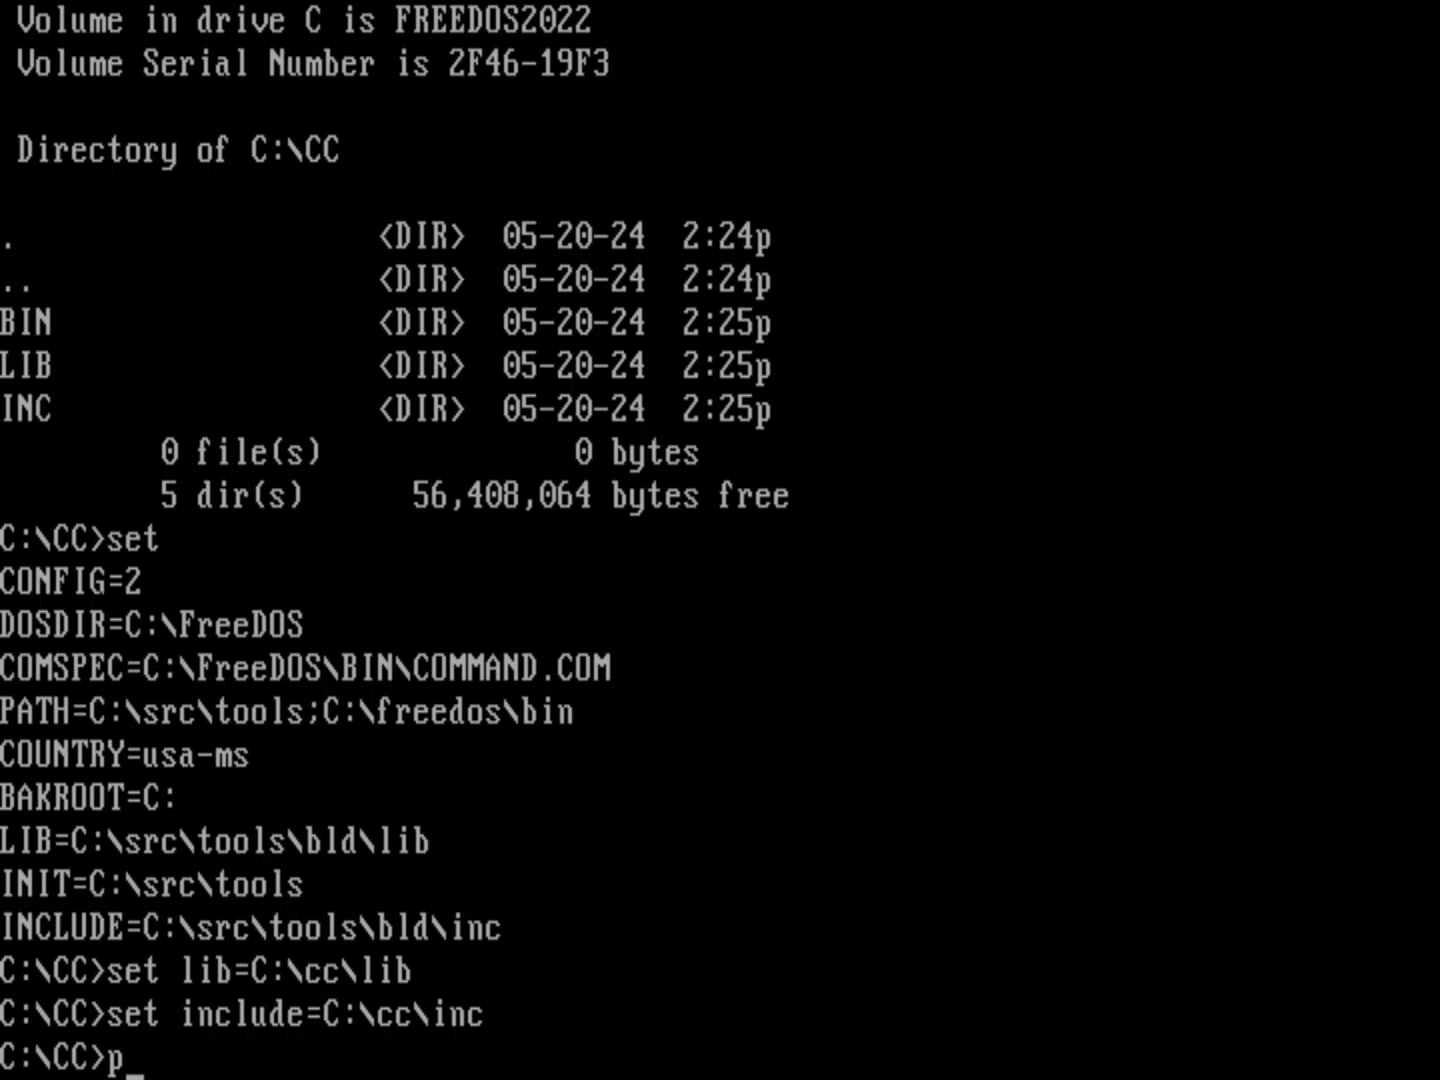 Volume in drive C is FREEDOS2022
Volume Serial Number is 2F46-19F3
Directory of C:\CC
. <DIR> 05-20-24 2:24p
.. <DIR> 05-20-24 2:24p
BIN <DIR> 05-20-24 2:25p
LIB <DIR> 05-20-24 2:25p
INC <DIR> 05-20-24 2:25p
0 file(s) 0 bytes
5 dir(s) 56,408,064 bytes free
C:\CC>set
CONFIG=2
DOSDIR=C:\FreeDOS
COMSPEC=C:\FreeDOS\BIN\COMMAND.COM
PATH=C:\src\tools;C:\freedos\bin
COUNTRY=usa-ms
BAKROOT=C:
LIB=C:\src\tools\bld\lib
INIT=C:\src\tools
INCLUDE=C:\src\tools\bld\inc
C:\CC>set lib=C:\cc\lib
C:\CC>set include=C:\cc\inc
C:\CC>p_